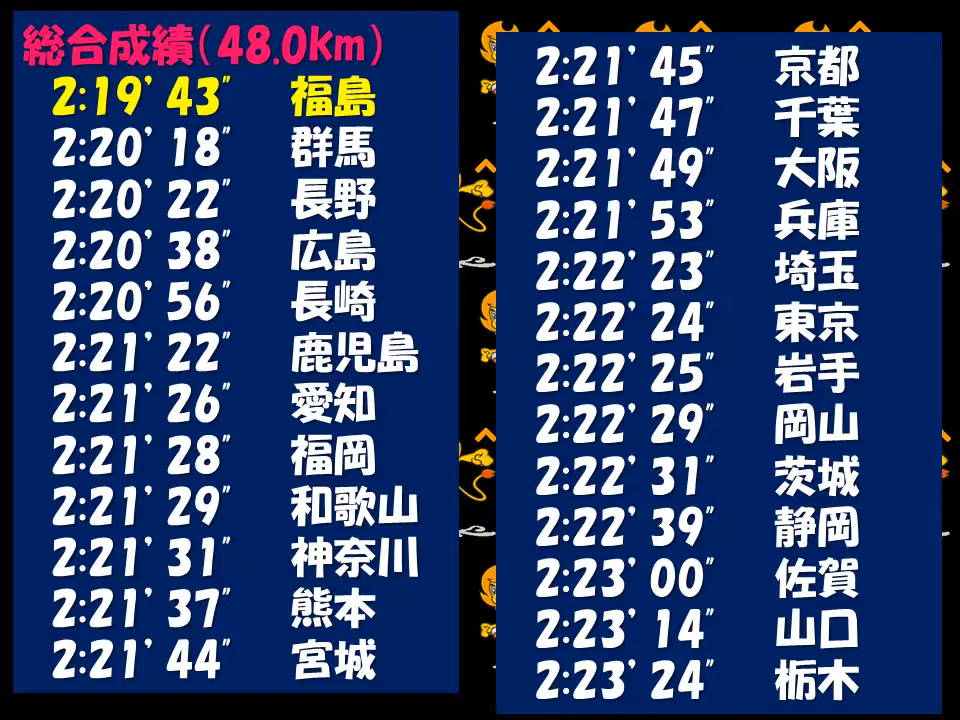 総合成績(48.0km)
2:19'43" 福島
2:20'18" 群馬
2:20'22" 長野
2:20'38" 広島
2:20'56" 長崎
2:21'22" 鹿児島
2:21'26" 愛知
2:21'28" 福岡
2:21'29" 和歌山
2:21'31" 神奈川
2:21'37" 熊本
2:21'44" 宮城
2:21'45" 京都
2:21'47" 千葉
2:21'49" 大阪
2:21'53" 兵庫
2:22'23" 埼玉
2:22'24" 東京
2:22'25" 岩手
2:22'29" 岡山
2:22'31" 茨城
2:22'39" 静岡
2:23'00" 佐賀
2:23'14" 山口
2:23'24" 栃木